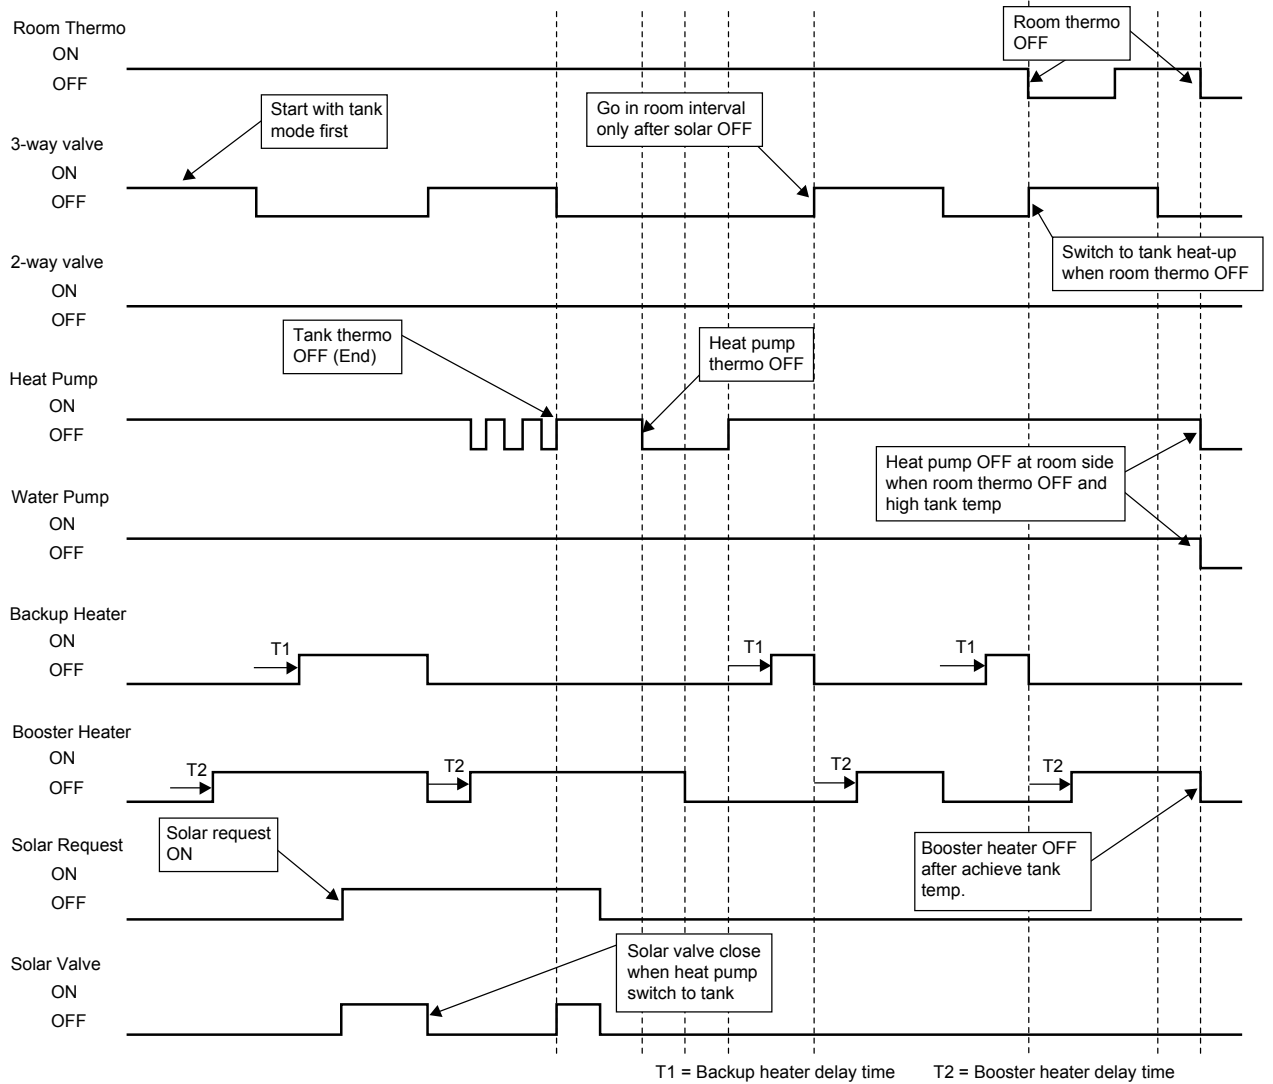 Room Thermo
ON
OFF
Room thermo
OFF
Start with tank
mode first
Go in room interval
only after solar OFF
3-way valve
ON
OFF
Switch to tank heat-up
when room thermo OFF
2-way valve
ON
OFF
Tank thermo
OFF (End)
Heat pump
thermo OFF
Heat Pump
ON
OFF
Heat pump OFF at room side
when room thermo OFF and
high tank temp
Water Pump
ON
OFF
Backup Heater
ON
OFF
T1
T1
T1
Booster Heater
ON
OFF
T2
T2
T2
T2
Solar request
ON
Booster heater OFF
after achieve tank
temp.
Solar Request
ON
OFF
Solar valve close
when heat pump
switch to tank
Solar Valve
ON
OFF
T1 = Backup heater delay time T2 = Booster heater delay time